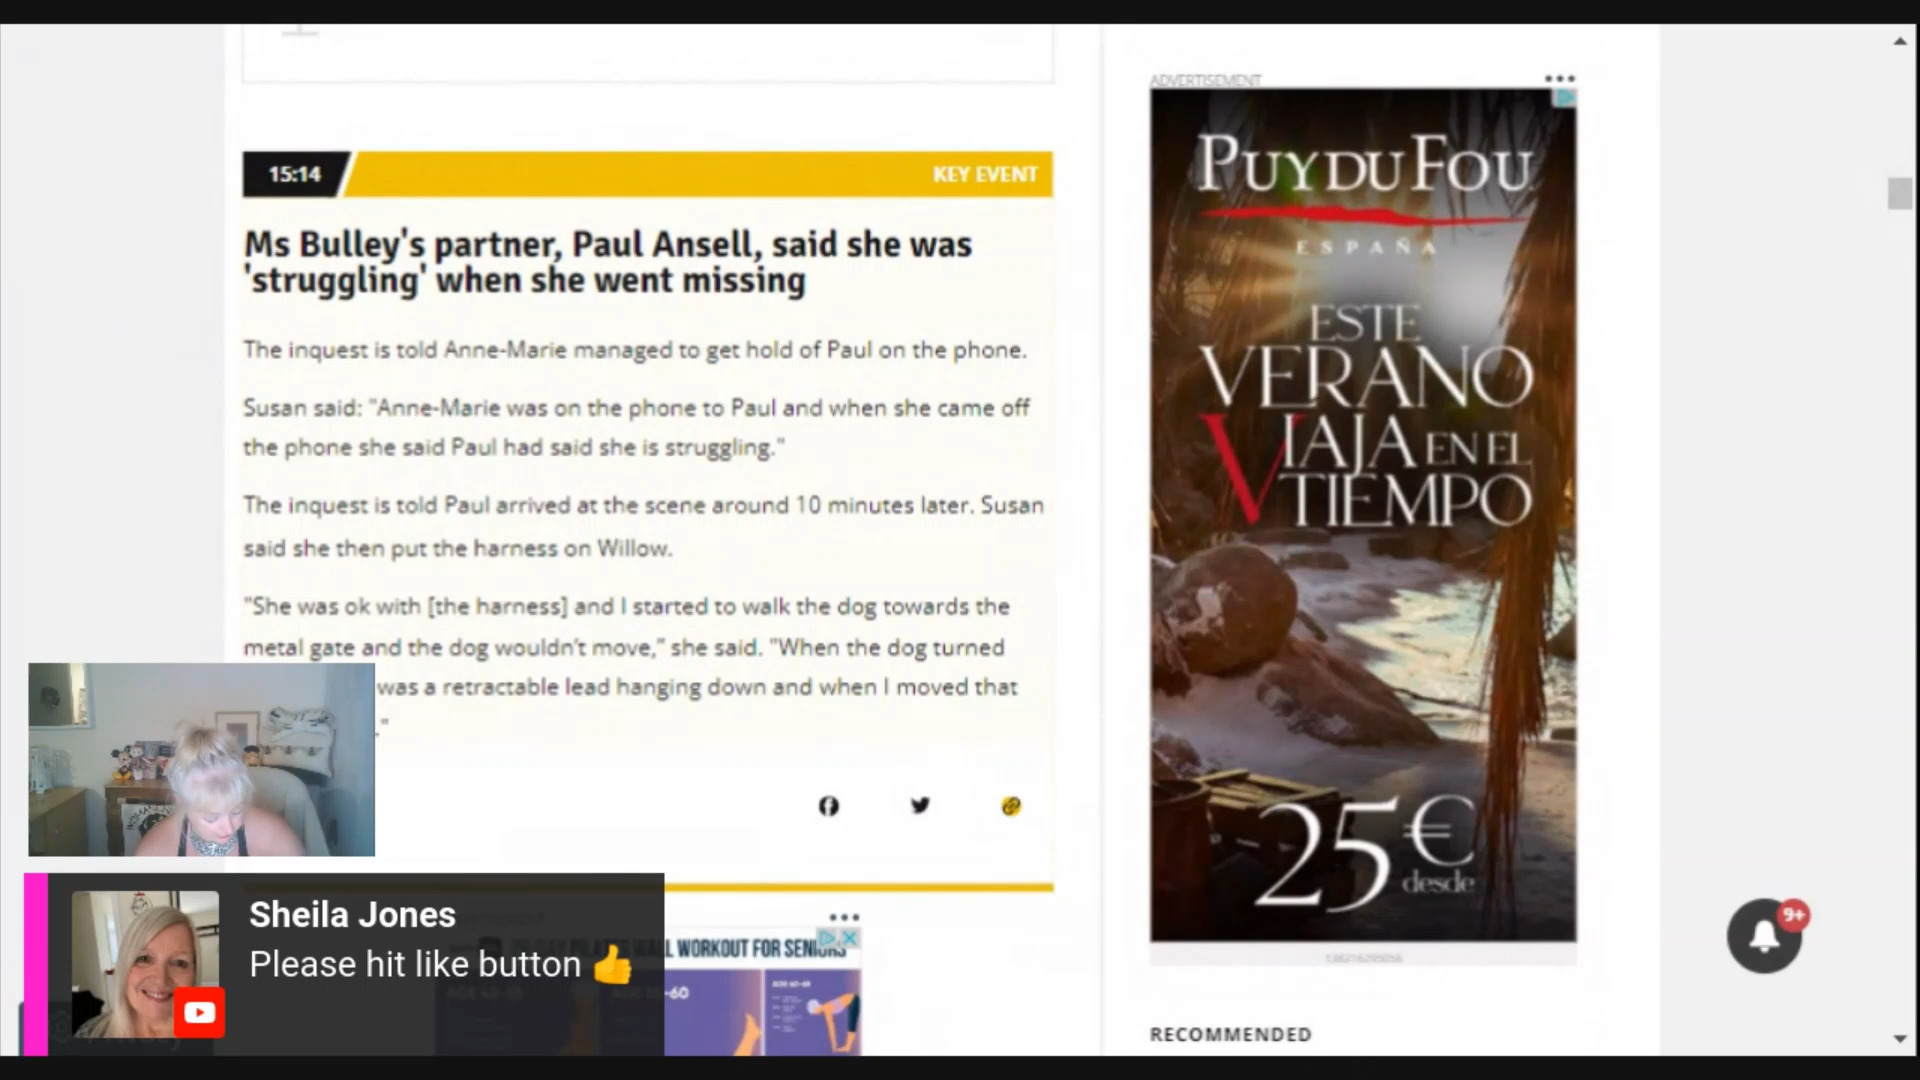 ADVERTISEMENT
PUY DU FOU
ESPAÑA
ESTE
VERANO
VIAJA EN EL
TIEMPO
25€
desde
15:14
KEY EVENT
Ms Bulley's partner, Paul Ansell, said she was
'struggling' when she went missing
The inquest is told Anne-Marie managed to get hold of Paul on the phone.
Susan said: "Anne-Marie was on the phone to Paul and when she came off
the phone she said Paul had said she is struggling."
The inquest is told Paul arrived at the scene around 10 minutes later. Susan
said she then put the harness on Willow.
"She was ok with [the harness] and I started to walk the dog towards the
metal gate and the dog wouldn't move," she said. "When the dog turned
was a retractable lead hanging down and when I moved that
."
Sheila Jones
Please hit like button 👍
WORKOUT FOR SENIORS
-60
9+
RECOMMENDED